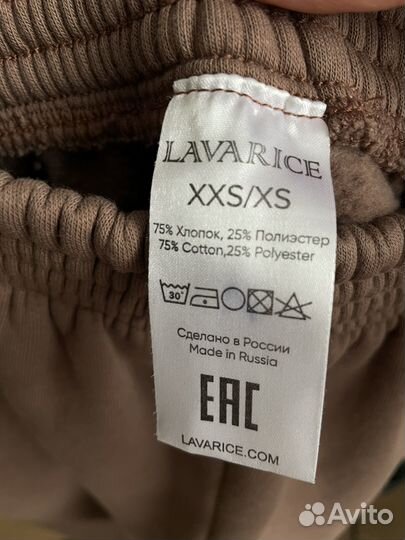 LAVARICE
XXS/XS
75% Хлопок, 25% Полиэстер
75% Cotton,25% Polyester
30°
Сделано в России
Made in Russia
EAC
LAVARICE.COM
Avito